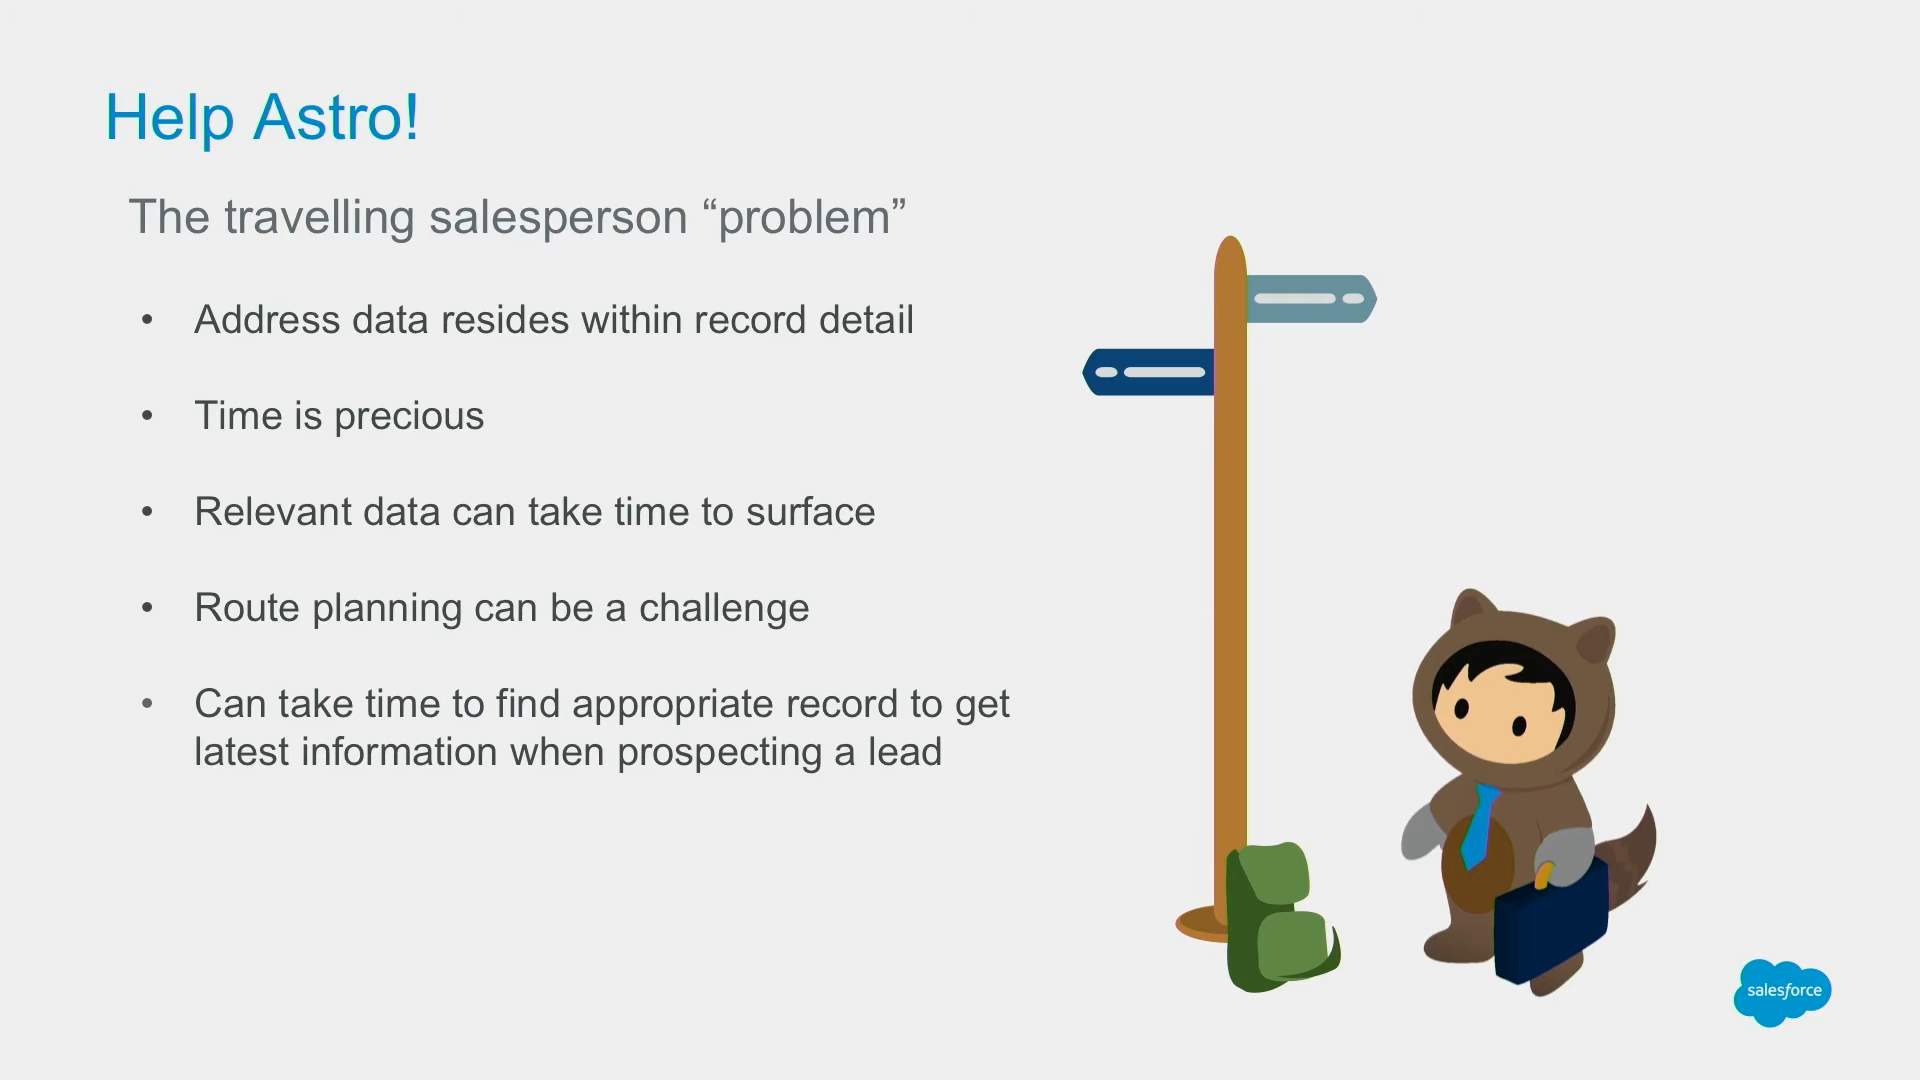 Help Astro!
The travelling salesperson “problem”
• Address data resides within record detail
• Time is precious
• Relevant data can take time to surface
• Route planning can be a challenge
• Can take time to find appropriate record to get
latest information when prospecting a lead
salesforce